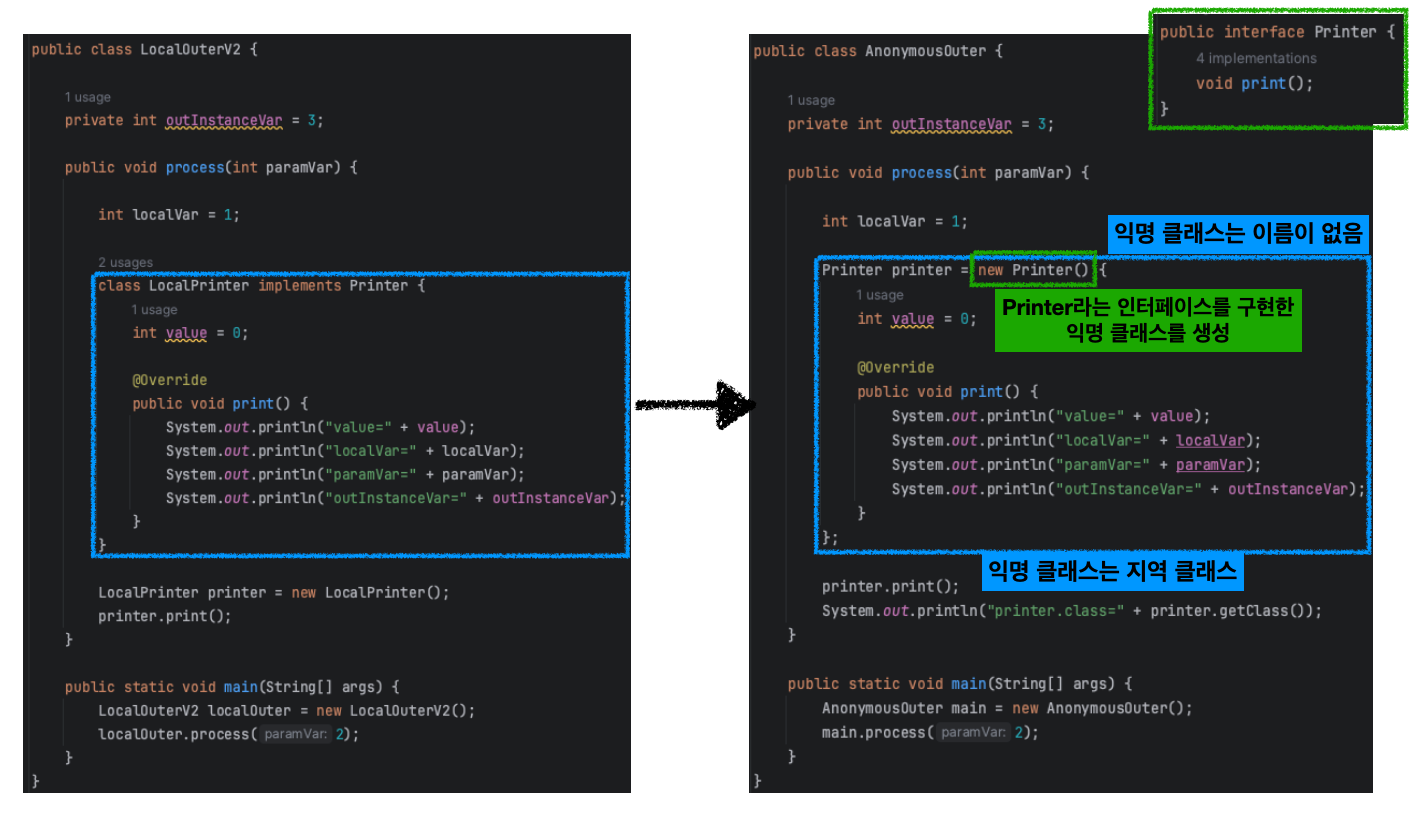 public class LocalOuterV2 {
1 usage
private int outInstanceVar = 3;
public void process(int paramVar) {
int localVar = 1;
2 usages
class LocalPrinter implements Printer {
1 usage
int value = 0;
@Override
public void print() {
System.out.println("value=" + value);
System.out.println("localVar=" + localVar);
System.out.println("paramVar=" + paramVar);
System.out.println("outInstanceVar=" + outInstanceVar);
}
}
LocalPrinter printer = new LocalPrinter();
printer.print();
}
public static void main(String[] args) {
LocalOuterV2 localOuter = new LocalOuterV2();
localOuter.process( paramVar: 2);
}
}
public interface Printer {
4 implementations
void print();
}
public class AnonymousOuter {
1 usage
private int outInstanceVar = 3;
public void process(int paramVar) {
int localVar = 1;
익명 클래스는 이름이 없음
Printer printer = new Printer() {
1 usage
int value = 0;
Printer라는 인터페이스를 구현한
익명 클래스를 생성
@Override
public void print() {
System.out.println("value=" + value);
System.out.println("localVar=" + localVar);
System.out.println("paramVar=" + paramVar);
System.out.println("outInstanceVar=" + outInstanceVar);
}
};
익명 클래스는 지역 클래스
printer.print();
System.out.println("printer.class=" + printer.getClass());
}
public static void main(String[] args) {
AnonymousOuter main = new AnonymousOuter();
main.process( paramVar: 2);
}
}